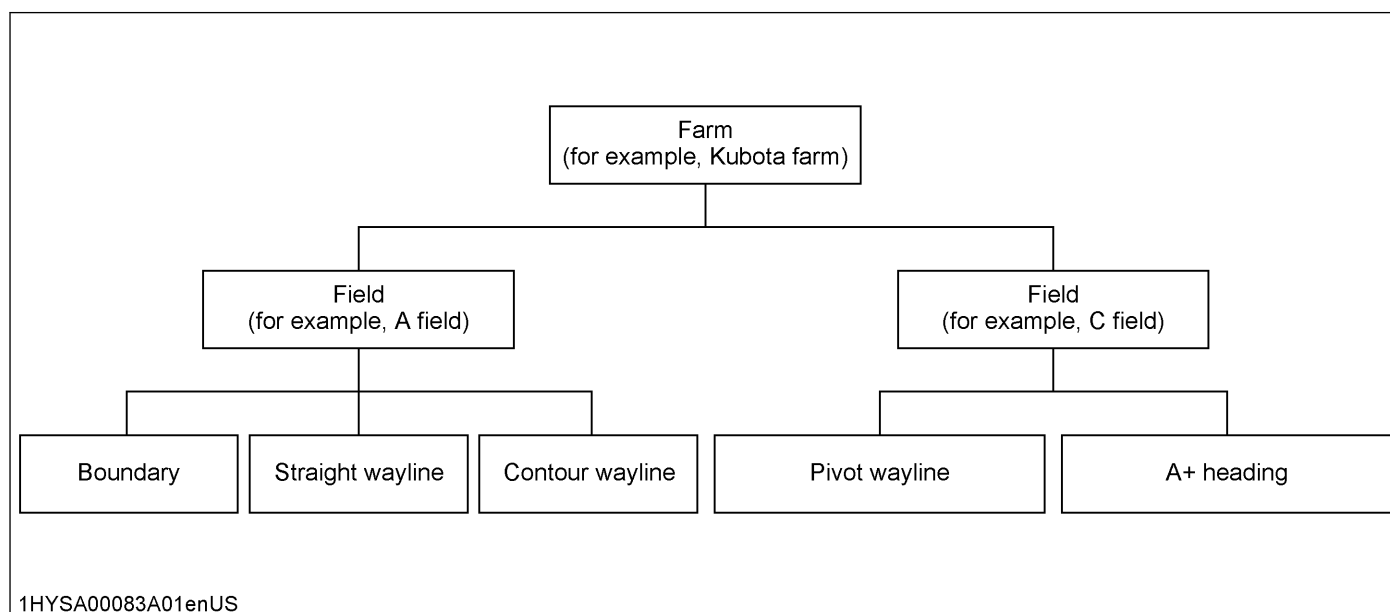 Farm
(for example, Kubota farm)
Field
(for example, A field)
Field
(for example, C field)
Boundary
Straight wayline
Contour wayline
Pivot wayline
A+ heading
1HYSA00083A01enUS